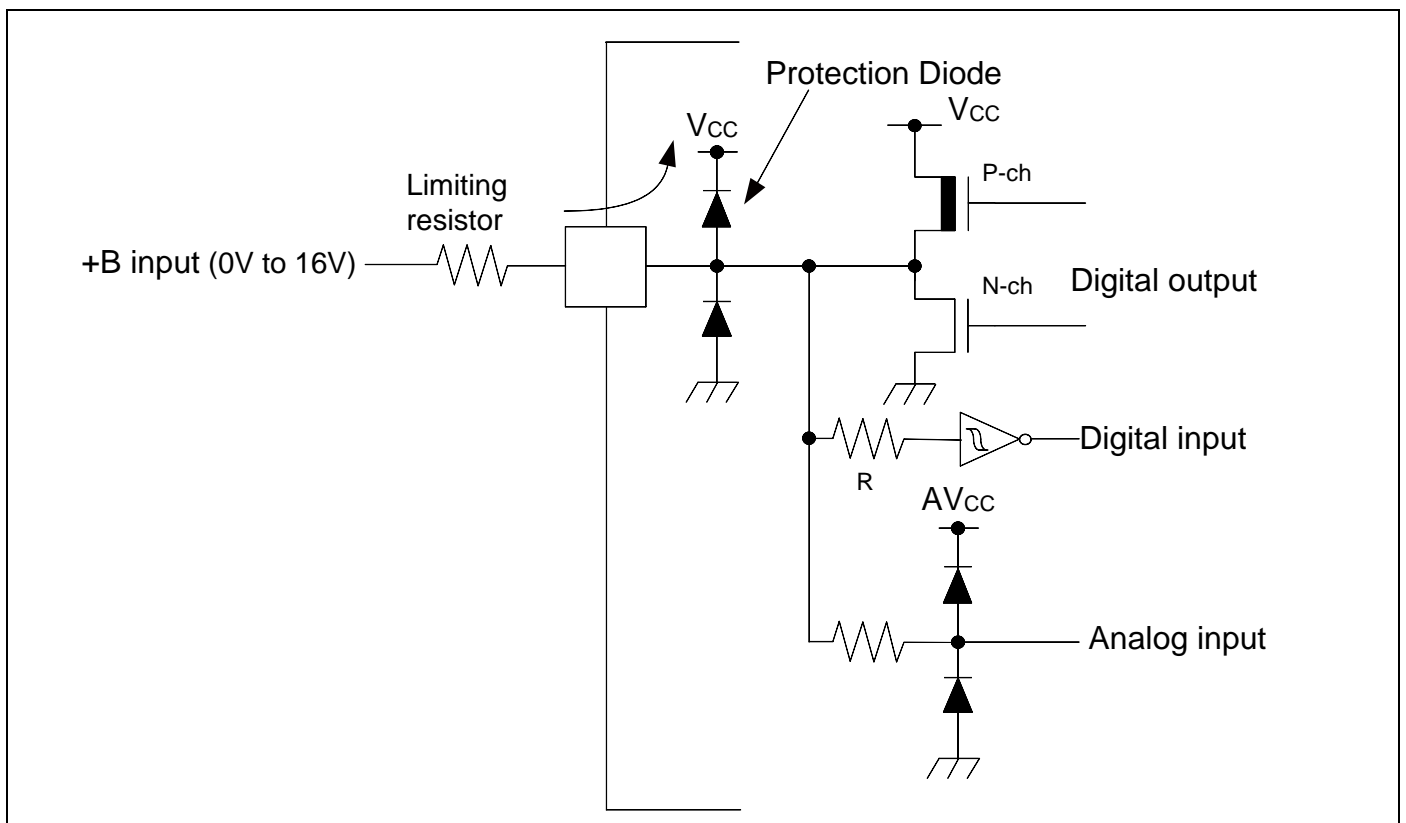 Protection Diode
VCC
VCC
P-ch
Limiting
resistor
+B input (0V to 16V)
N-ch
Digital output
Digital input
R
AVCC
Analog input